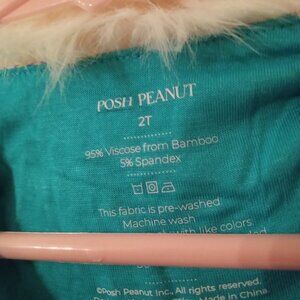 POSH PEANUT
2T
95% Viscose from Bamboo
5% Spandex
This fabric is pre-washed
Machine wash
with like colors.
©Posh Peanut Inc., All rights reserved.
Made in China.